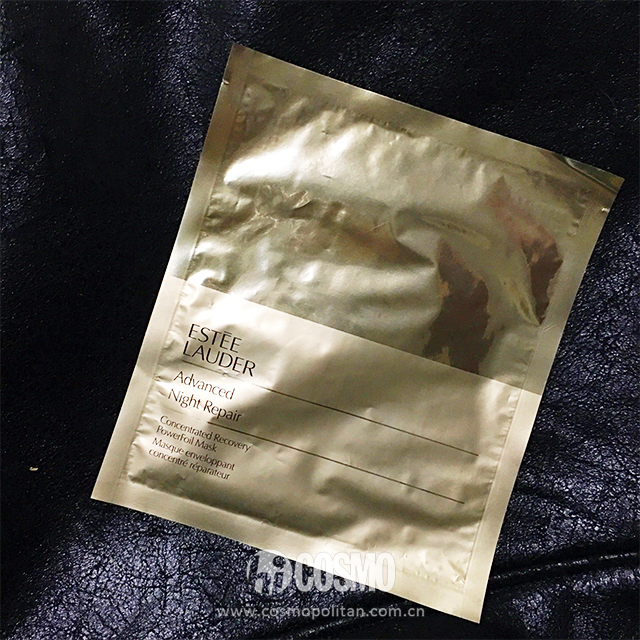 ESTEE
LAUDER
Advanced
Night Repair
Concentrated Recovery
PowerFoil Mask
Masque enveloppant
concentré réparateur
COSMO
www.cosmopolitan.com.cn